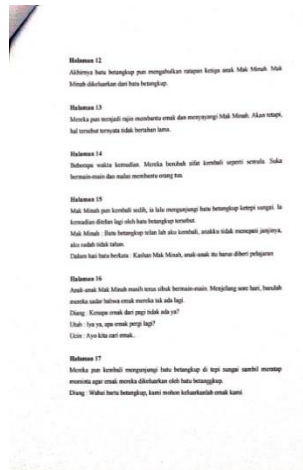 Halaman 12
Akhirnya batu betangkup pun mengabulkan ratapan ketiga anak Mak Minah. Mak
Minah dikeluarkan dari batu betangkup.
Halaman 13
Mereka pun menjadi rajin membantu emak dan menyayangi Mak Minah. Akan tetapi,
hal tersebut ternyata tidak bertahan lama.
Halaman 14
Beberapa waktu kemudian. Mereka berubah sifat kembali seperti semula. Suka
bermain-main dan malas membantu orang tua.
Halaman 15
Mak Minah pun kembali sedih, ia lalu mengunjungi batu betangkup ketepi sungai. Ia
kemudian ditelan lagi oleh batu betangkup tersebut.
Mak Minah : Batu betangkup telan lah aku kembali, anakku tidak menepati janjinya,
aku sudah tidak tahan.
Dalam hati batu berkata : Kasihan Mak Minah, anak-anak itu harus diberi pelajaran
Halaman 16
Anak-anak Mak Minah masih terus sibuk bermain-main. Menjelang sore hari, barulah
mereka sadar bahwa emak mereka tak ada lagi.
Diang : Kenapa emak dari pagi tidak ada ya?
Utuh : Iya ya, apa emak pergi lagi?
Ucin : Ayo kita cari emak.
Halaman 17
Mereka pun kembali mengunjungi batu betangkup di tepi sungai sambil meratap
meminta agar emak mereka dikeluarkan oleh batu betangkup.
Diang : Wahai batu betangkup, kami mohon keluarkanlah emak kami